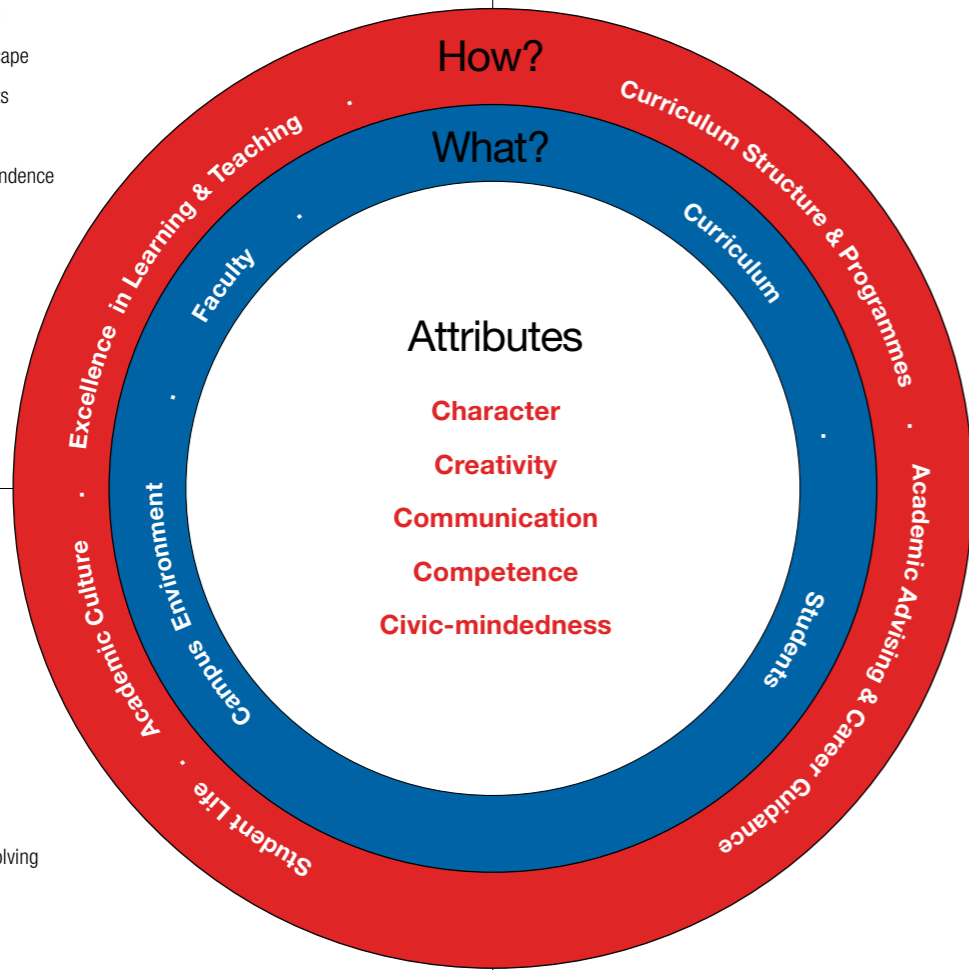 How?
Curriculum Structure & Programmes
·
Academic Advising & Career Guidance
Student Life
·
Academic Culture
·
Excellence in Learning & Teaching
·
What?
Curriculum
·
Students
Campus Environment
·
Faculty
·
Attributes
Character
Creativity
Communication
Competence
Civic-mindedness